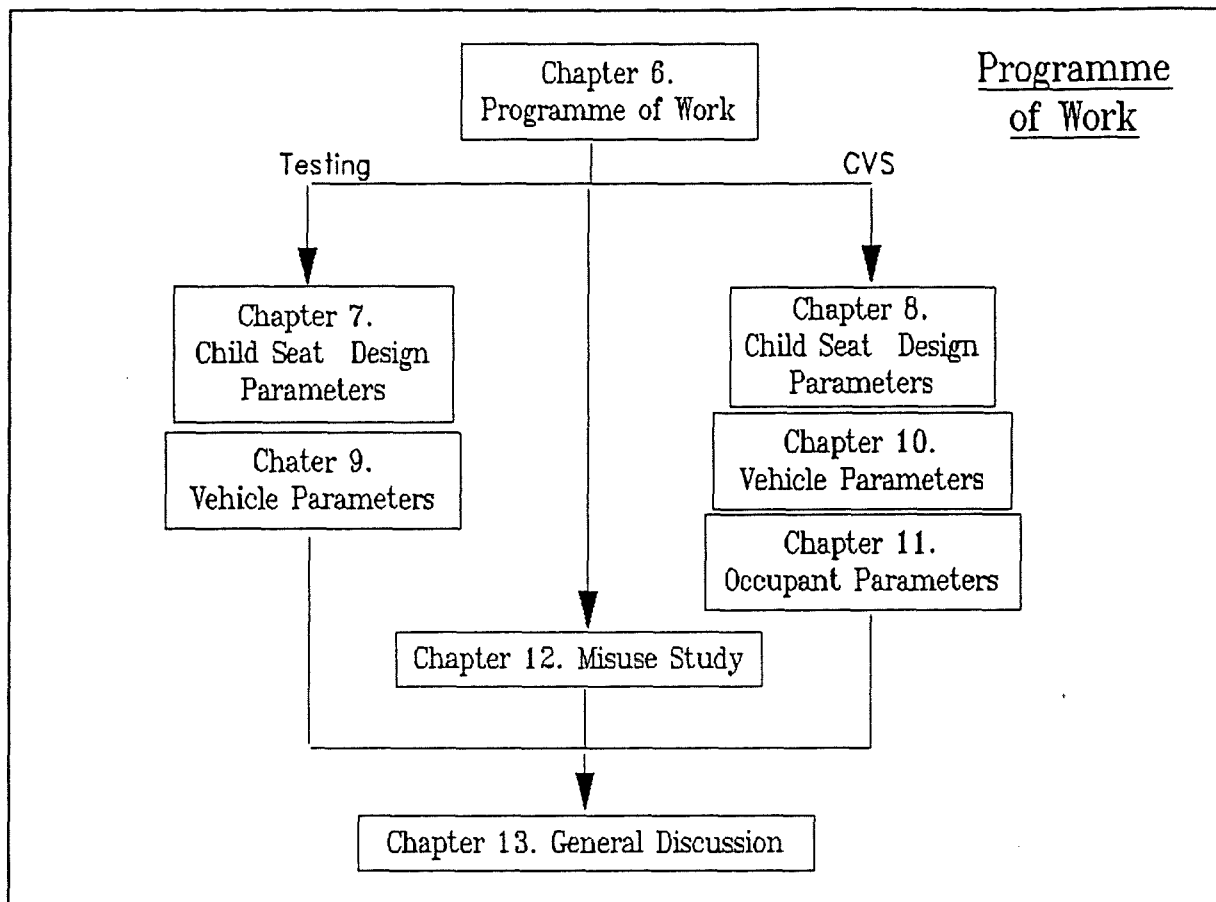 Programme
of Work
Chapter 6.
Programme of Work
Testing
CVS
Chapter 7.
Child Seat Design
Parameters
Chater 9.
Vehicle Parameters
Chapter 8.
Child Seat Design
Parameters
Chapter 10.
Vehicle Parameters
Chapter 11.
Occupant Parameters
Chapter 12. Misuse Study
Chapter 13. General Discussion